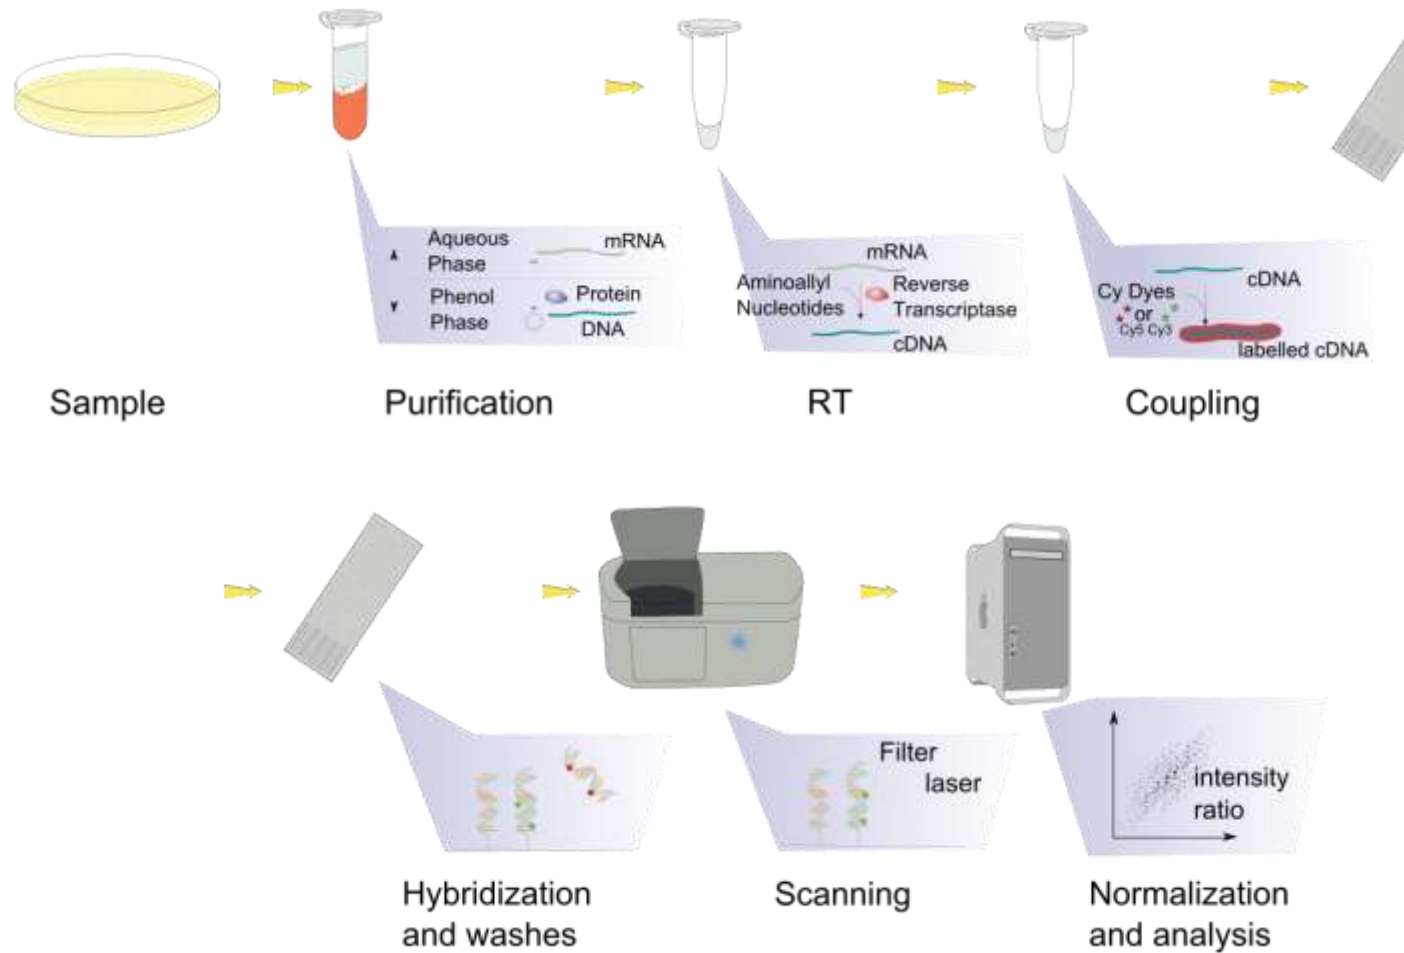 Aqueous
Phase
mRNA
Phenol
Phase
Protein
DNA
mRNA
Aminoallyl
Nucleotides
Reverse
Transcriptase
cDNA
cDNA
Cy Dyes
or
Cy5 Cy3
labelled cDNA
Sample
Purification
RT
Coupling
Filter
laser
intensity
ratio
Hybridization
and washes
Scanning
Normalization
and analysis